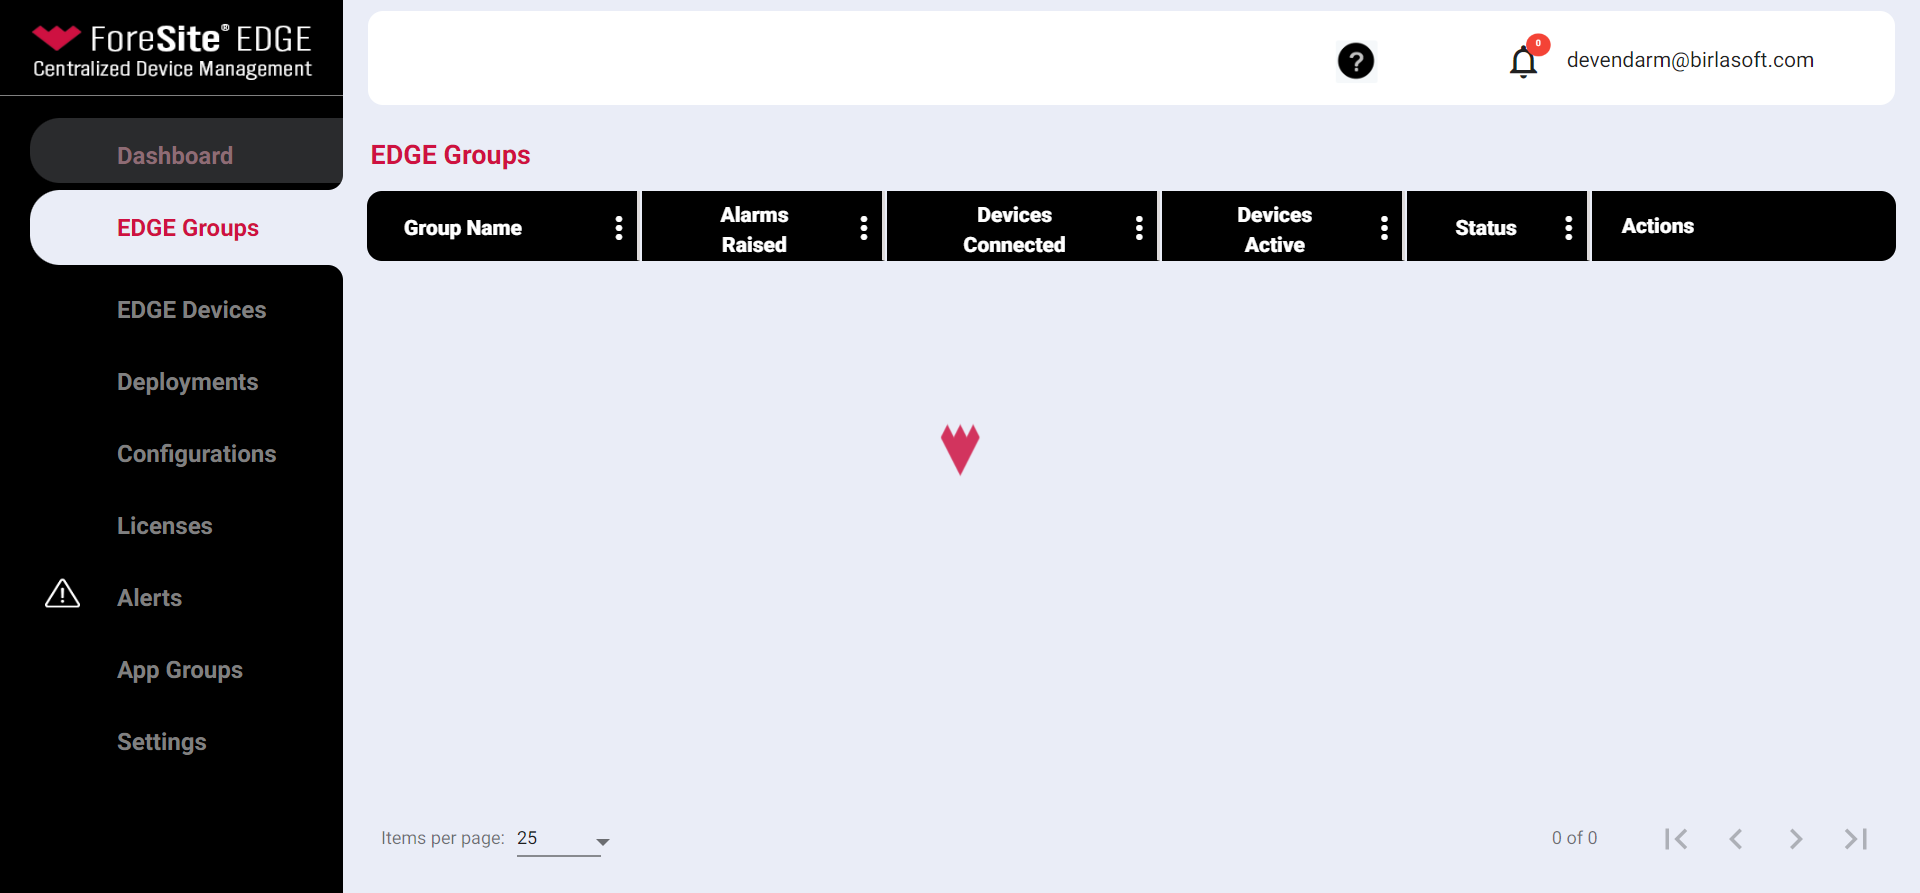 ForeSite® EDGE
Centralized Device Management
?
0
devendarm@birlasoft.com
Dashboard
EDGE Groups
EDGE Devices
Deployments
Configurations
Licenses
Alerts
App Groups
Settings
EDGE Groups
Group Name
Alarms
Raised
Devices
Connected
Devices
Active
Status
Actions
Items per page: 25
0 of 0